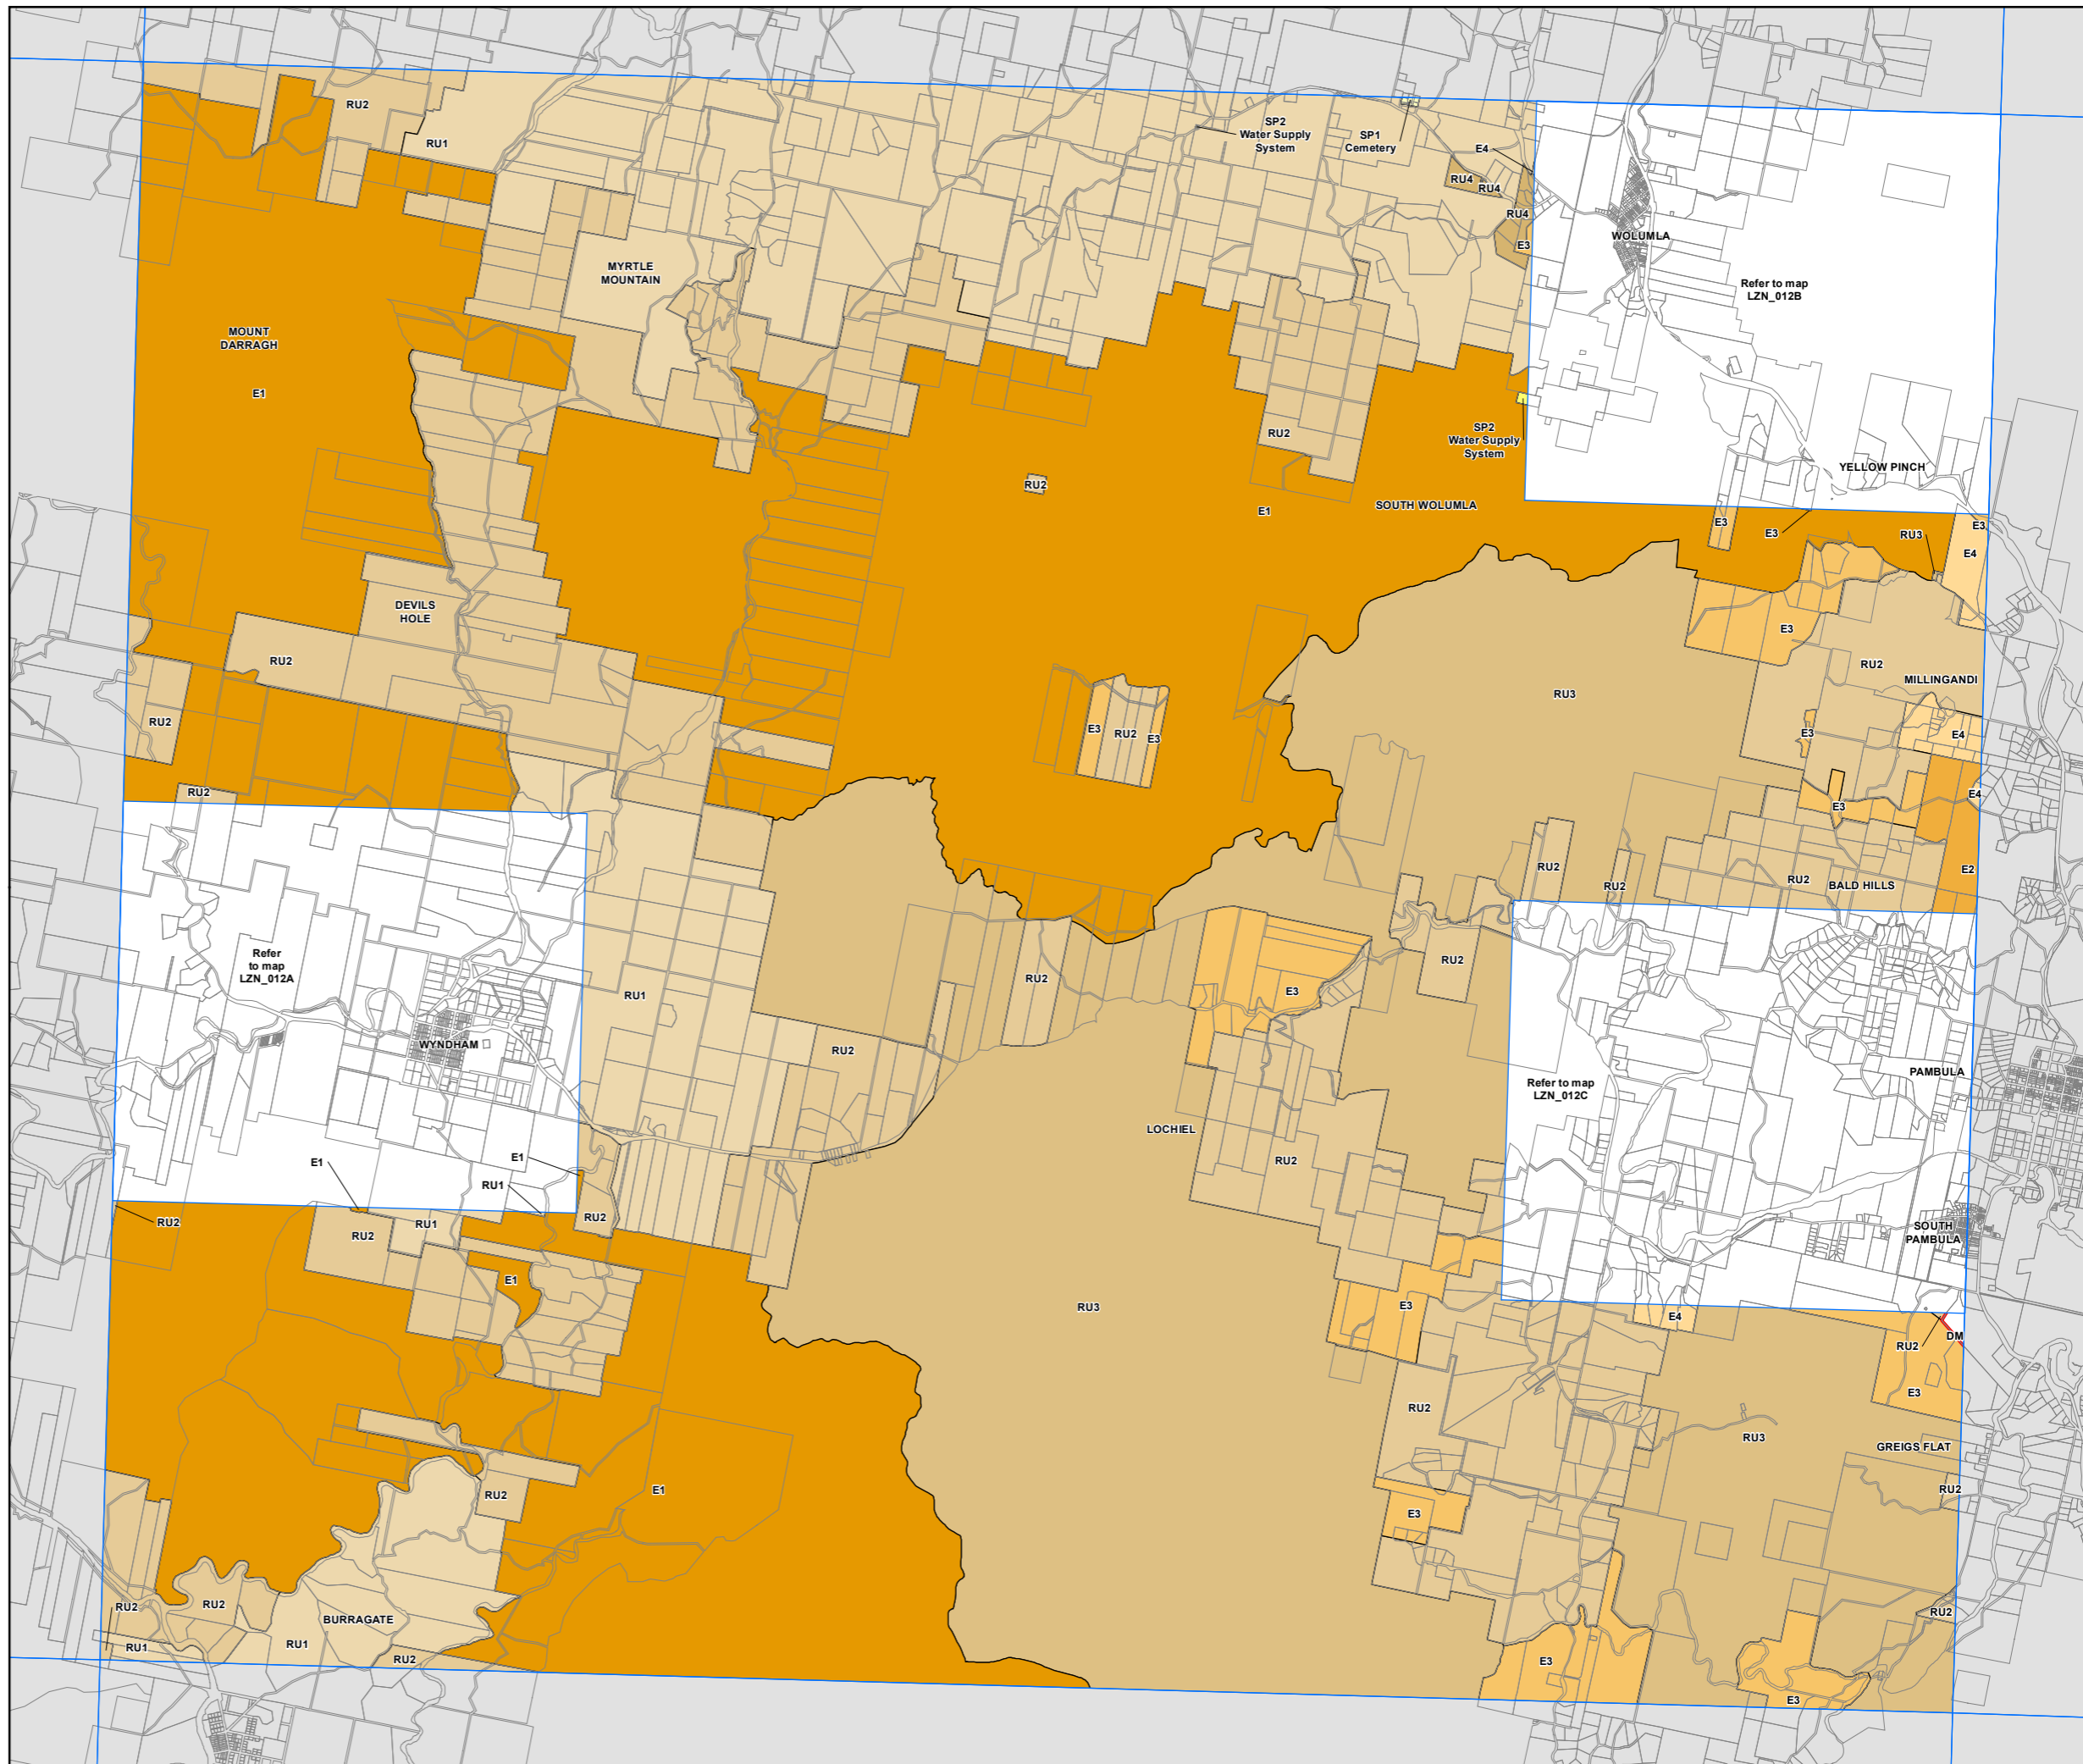 RU2
RU1
SP2
Water Supply
System
SP1
Cemetery
E4
RU4
RU4
RU4
E3
WOLUMLA
Refer to map
LZN_012B
MYRTLE
MOUNTAIN
MOUNT
DARRAGH
E1
RU2
SP2
Water Supply
System
YELLOW PINCH
RU2
E1
SOUTH WOLUMLA
E3
E3
RU3
E3
E4
DEVILS
HOLE
RU2
E3
RU2
MILLINGANDI
RU3
RU2
E3
RU2
E3
E3
E4
RU2
E3
E4
RU2
RU2
RU2
BALD HILLS
E2
Refer
to map
LZN_012A
RU1
RU2
E3
RU2
WYNDHAM
RU2
Refer to map
LZN_012C
PAMBULA
LOCHIEL
RU2
E1
E1
RU1
RU2
RU2
RU1
RU2
SOUTH
PAMBULA
E1
RU3
E3
E4
RU2
DM
E3
RU2
RU3
GREIGS FLAT
RU2
E1
RU2
E3
RU2
RU2
RU1
RU1
BURRAGATE
RU2
RU2
E3
E3